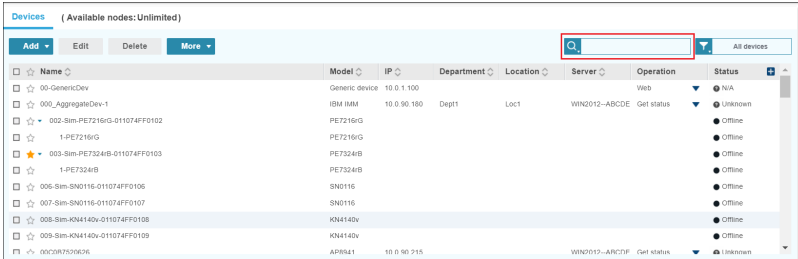 Devices ( Available nodes: Unlimited )
Add Edit Delete More All devices
Name Model IP Department Location Server Operation Status
00-GenericDev Generic device 10.0.1.100 Web N/A
000_AggregateDev-1 IBM IMM 10.0.90.180 Dept1 Loc1 WIN2012--ABCDE Get status Unknown
002-Sim-PE7216rG-011074FF0102 PE7216rG Offline
1-PE7216rG PE7216rG Offline
003-Sim-PE7324rB-011074FF0103 PE7324rB Offline
1-PE7324rB PE7324rB Offline
006-Sim-SN0116-011074FF0106 SN0116 Offline
007-Sim-SN0116-011074FF0107 SN0116 Offline
008-Sim-KN4140v-011074FF0108 KN4140v Offline
009-Sim-KN4140v-011074FF0109 KN4140v Offline
00C0B7520626 AP8941 10.0.90.215 WIN2012--ABCDE Get status Unknown